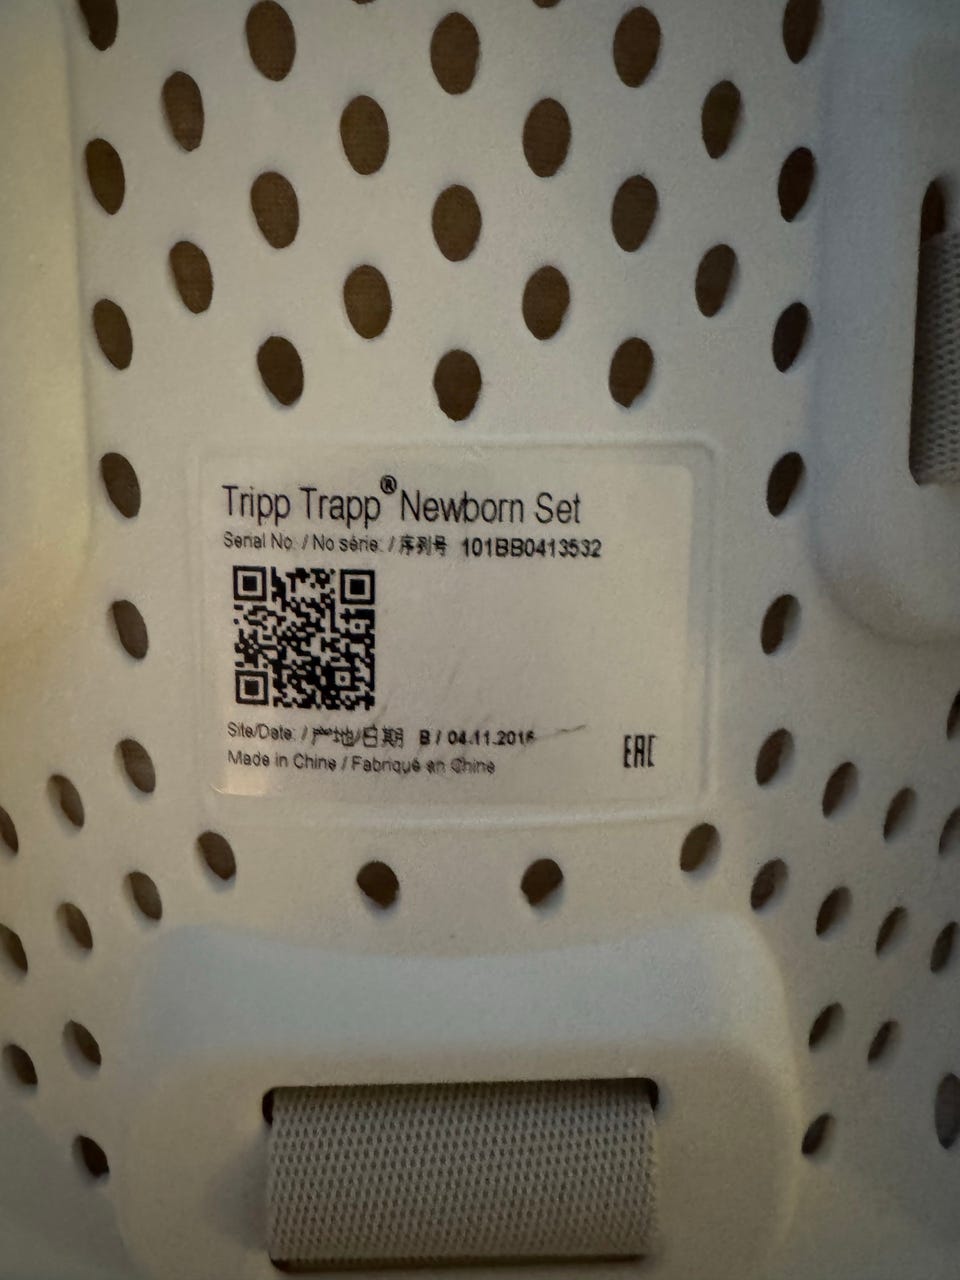 Tripp Trapp® Newborn Set
Serial No. / No série: / 序列号 101BB0413532
Site/Date: / 产地/日期 B / 04.11.2016
Made in China / Fabriqué en Chine
EAC